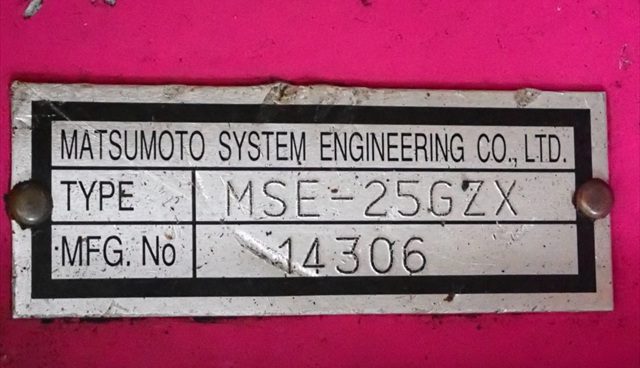 MATSUMOTO SYSTEM ENGINEERING CO., LTD.
TYPE MSE-25GZX
MFG. No 14306